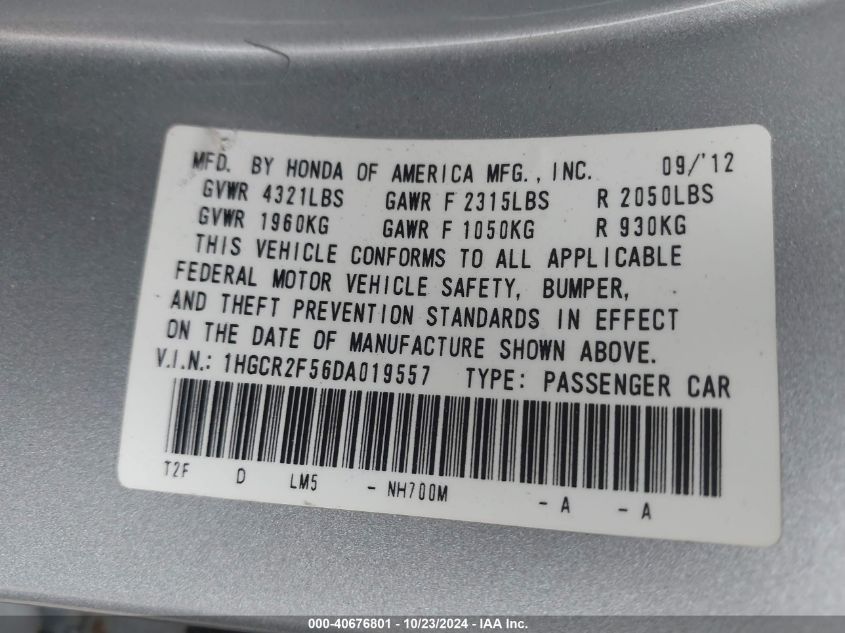 MFD. BY HONDA OF AMERICA MFG., INC. 09/'12
GVWR 4321LBS GAWR F 2315LBS R 2050LBS
GVWR 1960KG GAWR F 1050KG R 930KG
THIS VEHICLE CONFORMS TO ALL APPLICABLE
FEDERAL MOTOR VEHICLE SAFETY, BUMPER,
AND THEFT PREVENTION STANDARDS IN EFFECT
ON THE DATE OF MANUFACTURE SHOWN ABOVE.
V.I.N.: 1HGCR2F56DA019557 TYPE: PASSENGER CAR
T2F D LM5 - NH700M - A - A
000-40676801 - 10/23/2024 - IAA Inc.